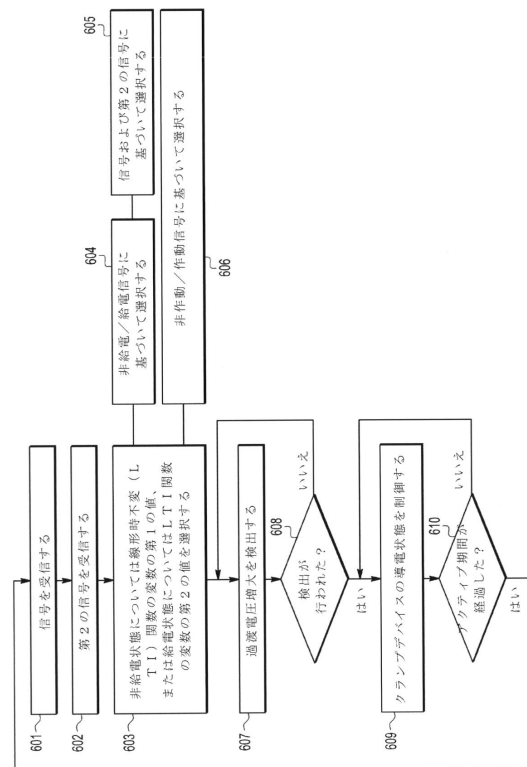 601
信号を受信する
602
第2の信号を受信する
603
非給電状態については線形時不変(L
TI)関数の変数の第1の値、
または給電状態についてはLTI関数
の変数の第2の値を選択する
604
非給電/給電信号に
基づいて選択する
605
信号および第2の信号に
基づいて選択する
606
非作動/作動信号に基づいて選択する
607
過渡電圧増大を検出する
608
検出が
行われた?
いいえ
はい
609
クランプデバイスの導電状態を制御する
610
アクティブ期間が
経過した?
いいえ
はい